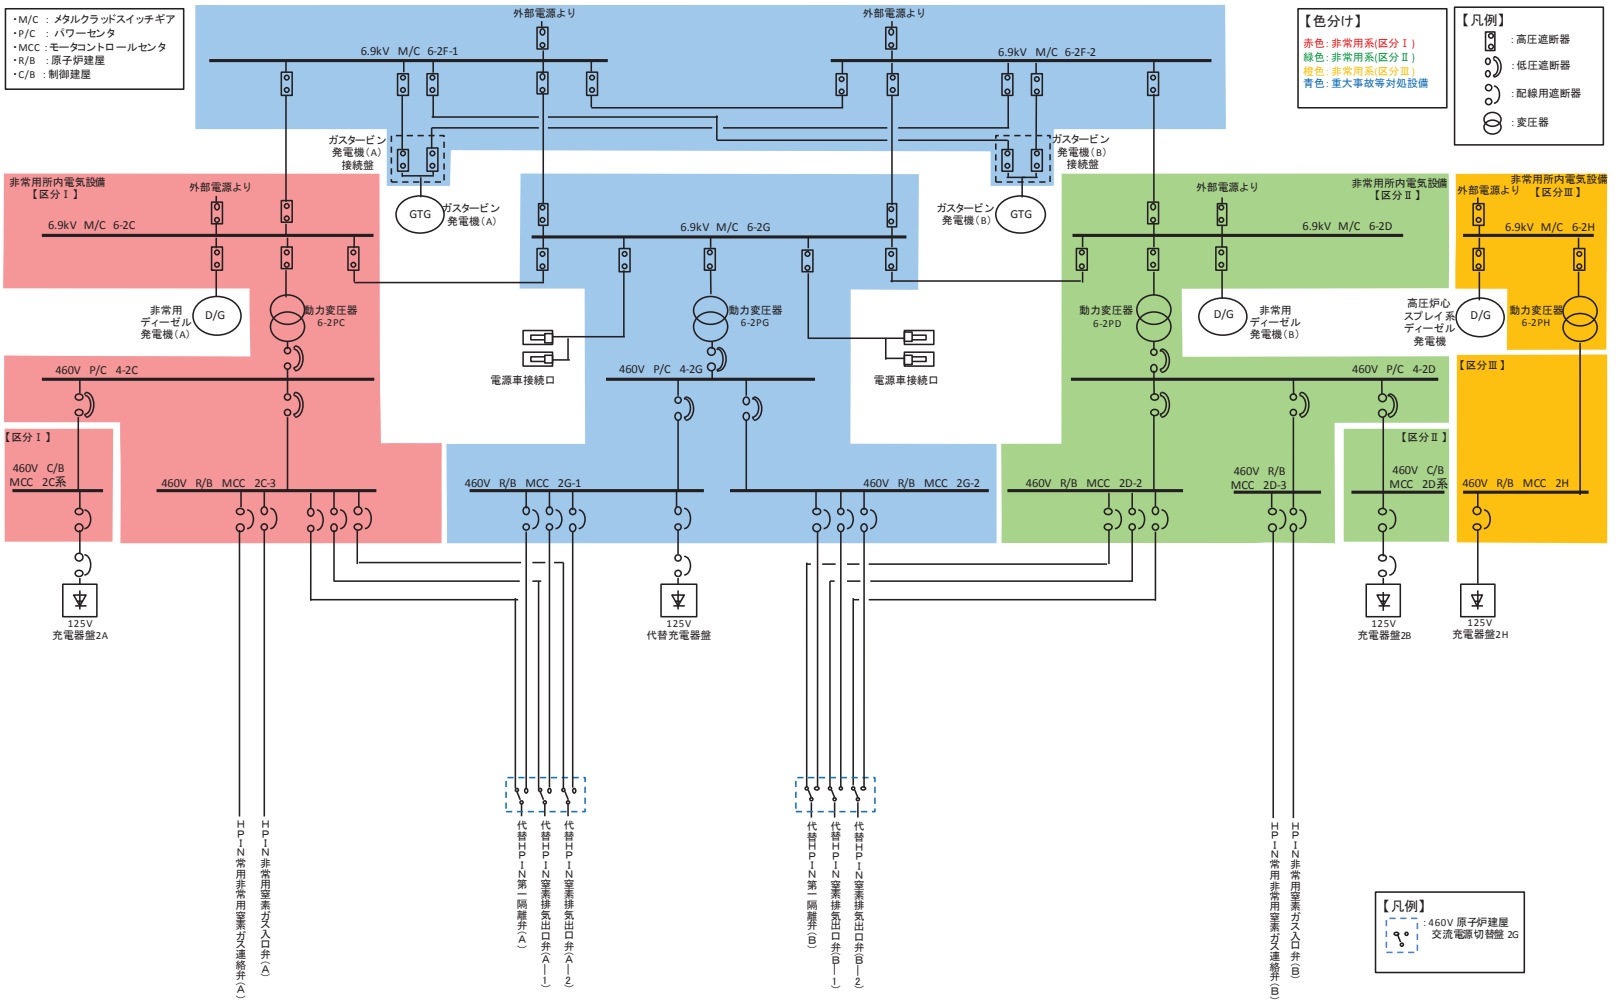 ・M/C ：メタルクラッドスイッチギア
・P/C ：パワーセンタ
・MCC：モータコントロールセンタ
・R/B ：原子炉建屋
・C/B ：制御建屋
外部電源より
外部電源より
6.9kV M/C 6-2F-1
6.9kV M/C 6-2F-2
【色分け】
赤色：非常用系(区分Ⅰ)
緑色：非常用系(区分Ⅱ)
橙色：非常用系(区分Ⅲ)
青色：重大事故等対処設備
【凡例】
：高圧遮断器
：低圧遮断器
：配線用遮断器
：変圧器
ガスタービン
発電機(A)
接続盤
ガスタービン
発電機(B)
接続盤
GTG
ガスタービン
発電機(A)
ガスタービン
発電機(B)
GTG
非常用所内電気設備
【区分Ⅰ】
外部電源より
6.9kV M/C 6-2C
6.9kV M/C 6-2G
外部電源より
非常用所内電気設備
【区分Ⅱ】
6.9kV M/C 6-2D
非常用所内電気設備
【区分Ⅲ】
外部電源より
6.9kV M/C 6-2H
非常用
ディーゼル
発電機(A)
D/G
動力変圧器
6-2PC
動力変圧器
6-2PG
動力変圧器
6-2PD
D/G
非常用
ディーゼル
発電機(B)
高圧炉心
スプレイ系
ディーゼル
発電機
D/G
動力変圧器
6-2PH
電源車接続口
電源車接続口
460V P/C 4-2C
460V P/C 4-2G
460V P/C 4-2D
【区分Ⅲ】
【区分Ⅰ】
460V C/B
MCC 2C系
460V R/B MCC 2C-3
460V R/B MCC 2G-1
460V R/B MCC 2G-2
460V R/B MCC 2D-2
460V R/B
MCC 2D-3
【区分Ⅱ】
460V C/B
MCC 2D系
460V R/B MCC 2H
125V
充電器盤2A
125V
代替充電器盤
125V
充電器盤2B
125V
充電器盤2H
HPIN常用非常用窒素ガス連絡弁(A)
HPIN非常用窒素ガス入口弁(A)
代替HPIN第一隔離弁(A)
代替HPIN窒素排気出口弁(A―1)
代替HPIN窒素排気出口弁(A―2)
代替HPIN第一隔離弁(B)
代替HPIN窒素排気出口弁(B―1)
代替HPIN窒素排気出口弁(B―2)
HPIN常用非常用窒素ガス連絡弁(B)
HPIN非常用窒素ガス入口弁(B)
【凡例】
：460V 原子炉建屋
交流電源切替盤 2G